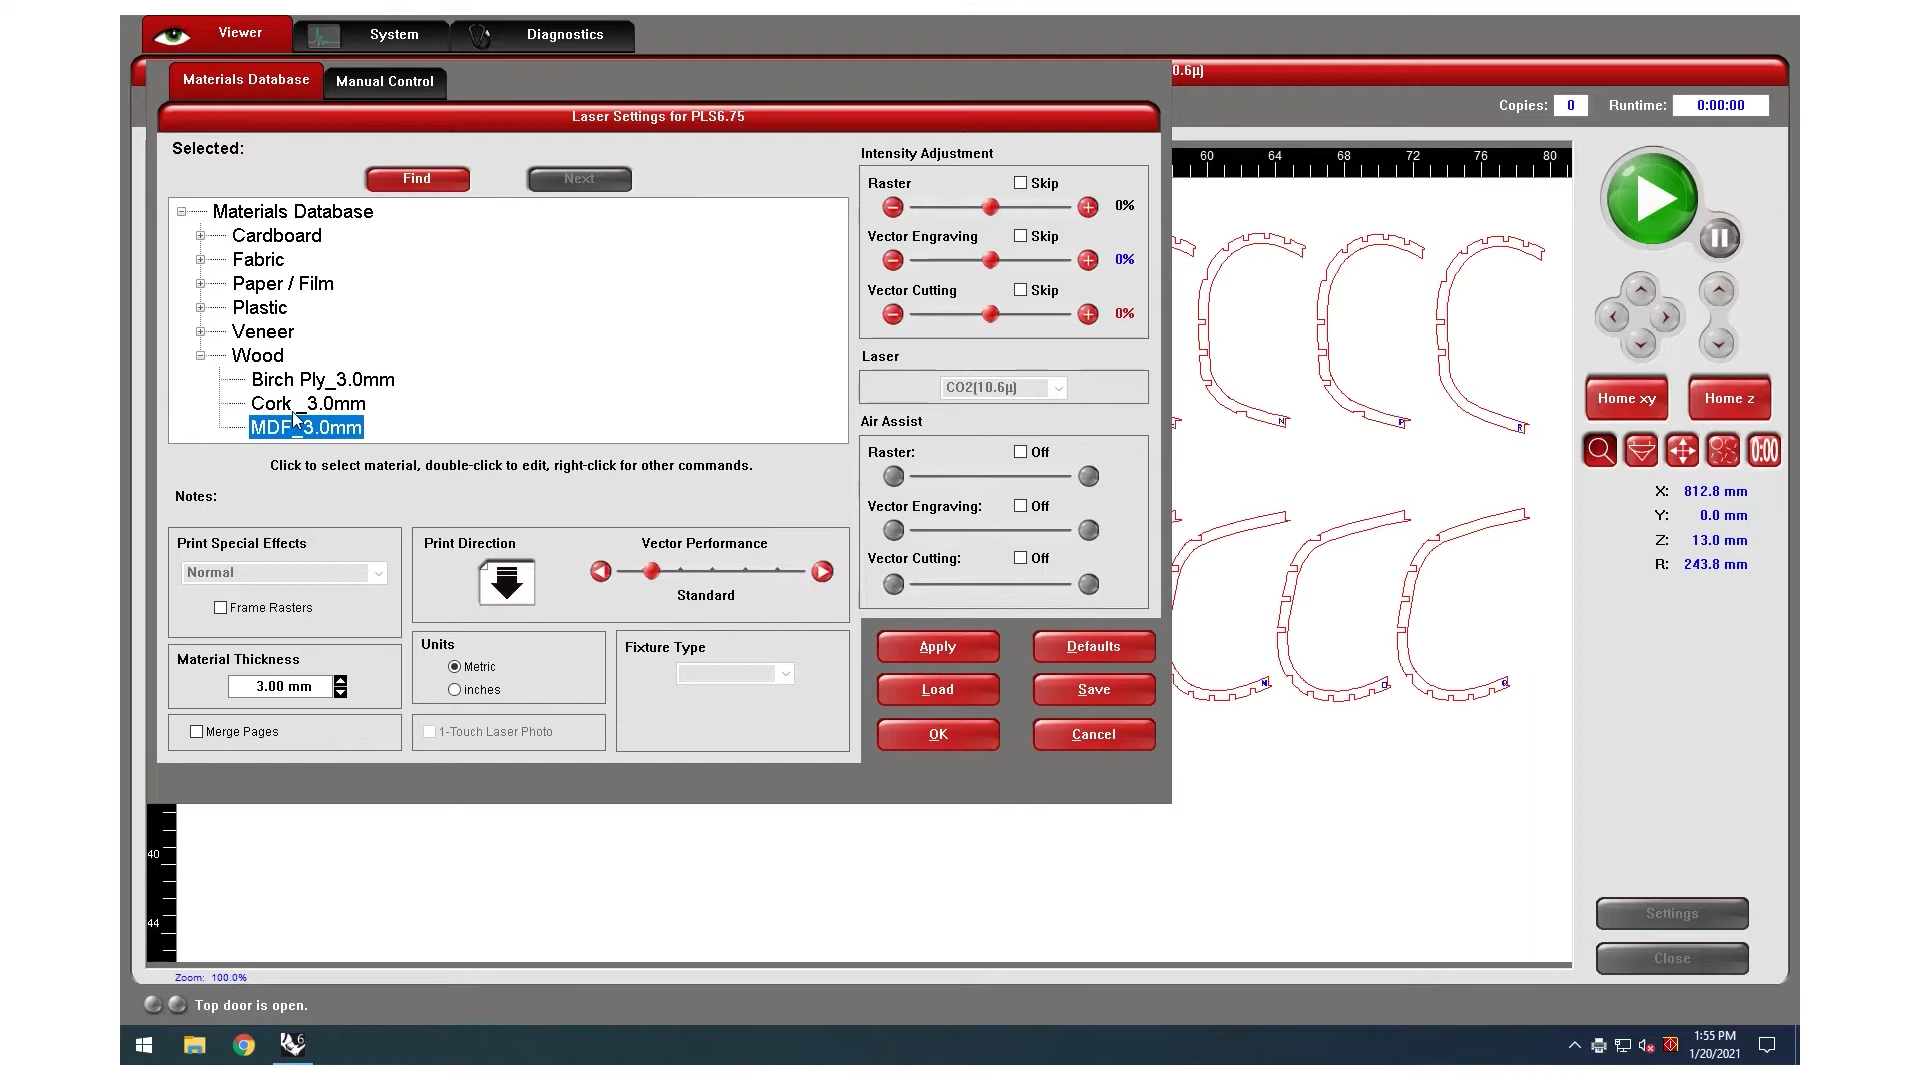 Viewer
System
Diagnostics
Materials Database
Manual Control
0.6µ)
Laser Settings for PLS6.75
Copies: 0 Runtime: 0:00:00
Selected:
Find
Next
Materials Database
Cardboard
Fabric
Paper / Film
Plastic
Veneer
Wood
Birch Ply_3.0mm
Cork _3.0mm
MDF_3.0mm
Click to select material, double-click to edit, right-click for other commands.
Notes:
Print Special Effects
Normal
Frame Rasters
Material Thickness
3.00 mm
Merge Pages
Print Direction
Vector Performance
Standard
Units
Metric
inches
1-Touch Laser Photo
Fixture Type
Intensity Adjustment
Raster Skip
0%
Vector Engraving Skip
0%
Vector Cutting Skip
0%
Laser
CO2(10.6µ)
Air Assist
Raster: Off
Vector Engraving: Off
Vector Cutting: Off
Apply
Defaults
Load
Save
OK
Cancel
60 64 68 72 76 80
N P R
M O Q
Home xy
Home z
0:00
X: 812.8 mm
Y: 0.0 mm
Z: 13.0 mm
R: 243.8 mm
Settings
Close
40
44
Zoom: 100.0%
Top door is open.
6
1:55 PM
1/20/2021